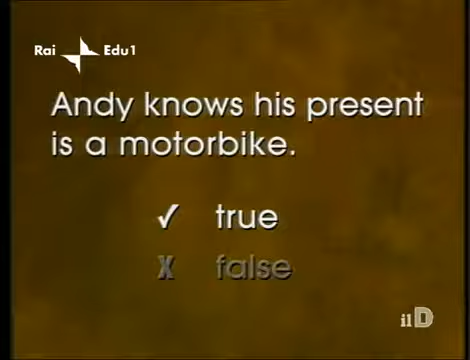 Rai Edu1
Andy knows his present
is a motorbike.
✓ true
X false
il D